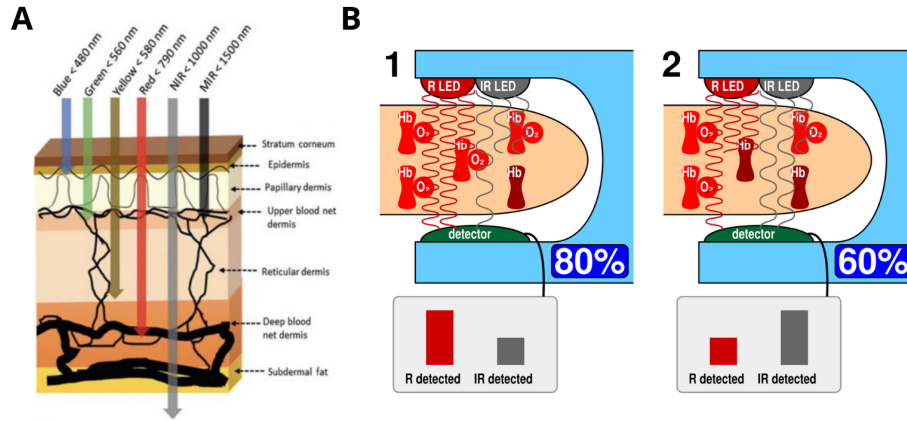 A
Blue < 480 nm
Green < 560 nm
Yellow < 580 nm
Red < 790 nm
NIR < 1000 nm
MIR < 1500 nm
Stratum corneum
Epidermis
Papillary dermis
Upper blood net
dermis
Reticular dermis
Deep blood
net dermis
Subdermal fat
B
1
R LED
IR LED
Hb
O₂
Hb
O₂
Hb
O₂
Hb
O₂
Hb
detector
80%
R detected
IR detected
2
R LED
IR LED
Hb
O₂
Hb
O₂
Hb
Hb
O₂
Hb
detector
60%
R detected
IR detected